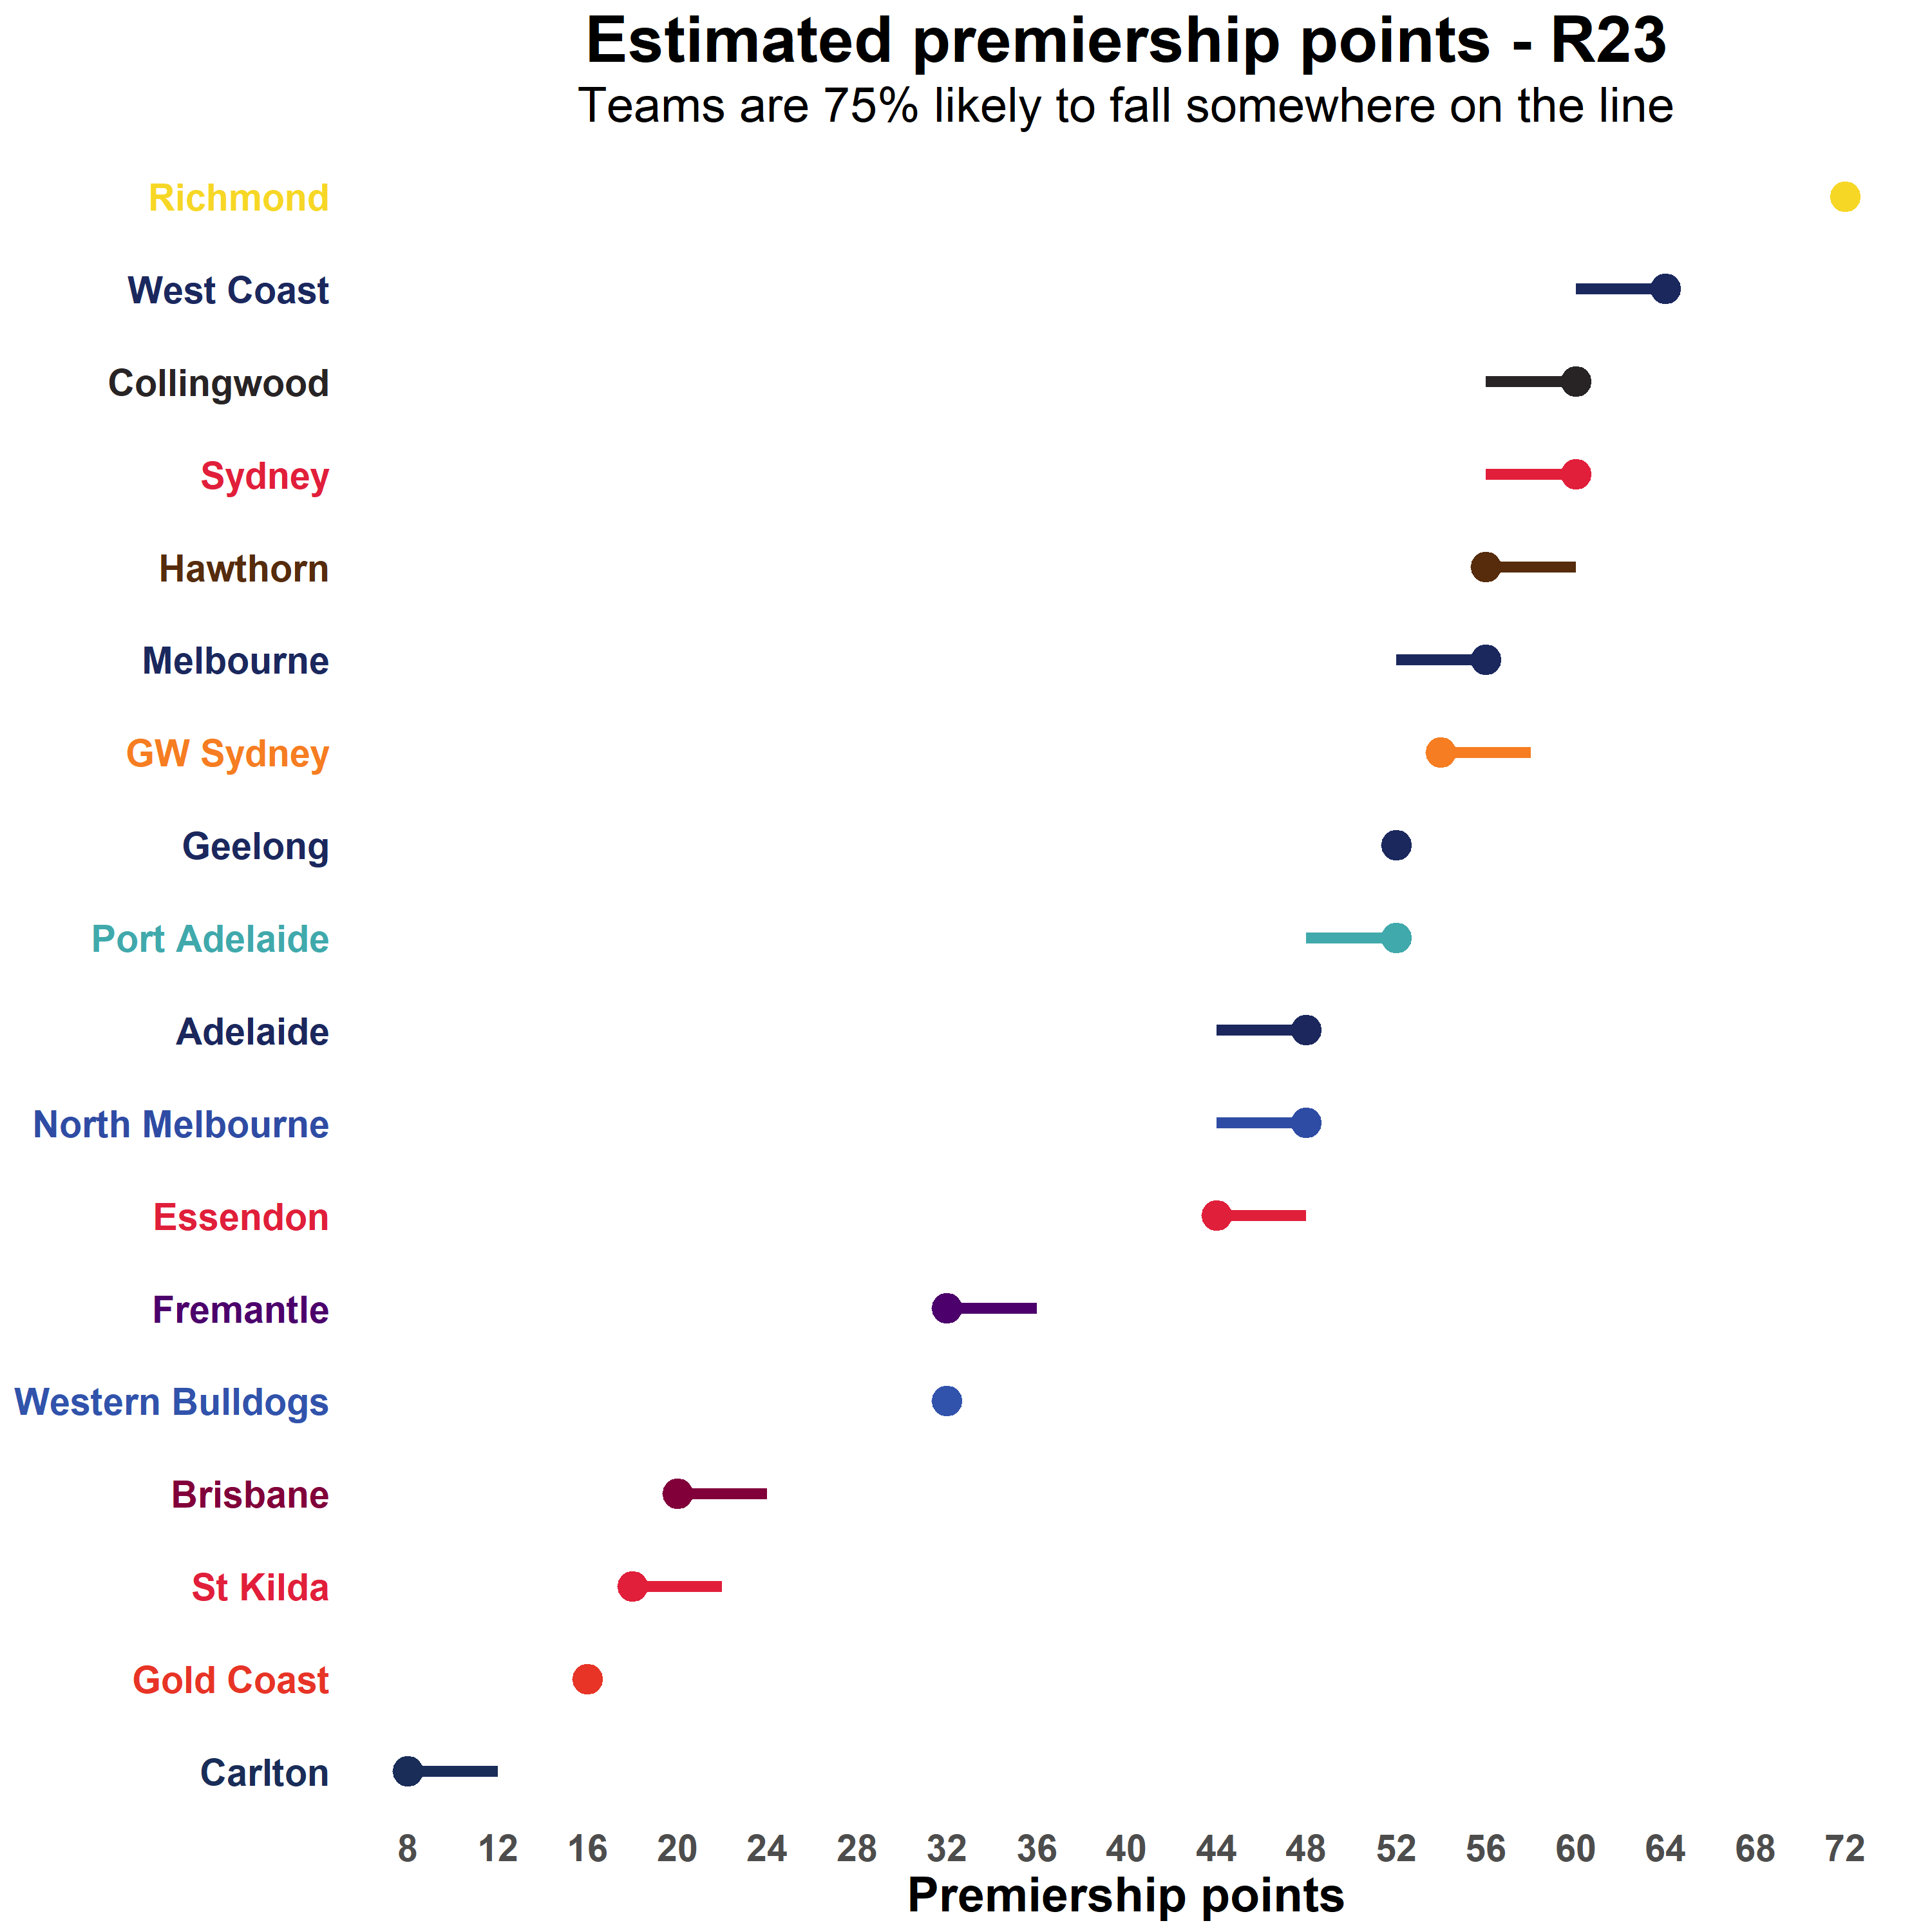 Estimated premiership points - R23
Teams are 75% likely to fall somewhere on the line
Richmond
West Coast
Collingwood
Sydney
Hawthorn
Melbourne
GW Sydney
Geelong
Port Adelaide
Adelaide
North Melbourne
Essendon
Fremantle
Western Bulldogs
Brisbane
St Kilda
Gold Coast
Carlton
8 12 16 20 24 28 32 36 40 44 48 52 56 60 64 68 72
Premiership points